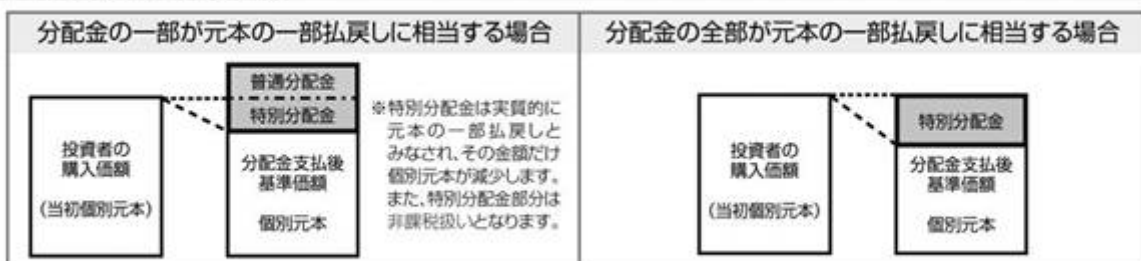 分配金の一部が元本の一部払戻しに相当する場合
普通分配金
特別分配金
投資者の
購入価額
(当初個別元本)
分配金支払後
基準価額
個別元本
※特別分配金は実質的に
元本の一部払戻しと
みなされ、その金額だけ
個別元本が減少します。
また、特別分配金部分は
非課税扱いとなります。
分配金の全部が元本の一部払戻しに相当する場合
投資者の
購入価額
(当初個別元本)
特別分配金
分配金支払後
基準価額
個別元本